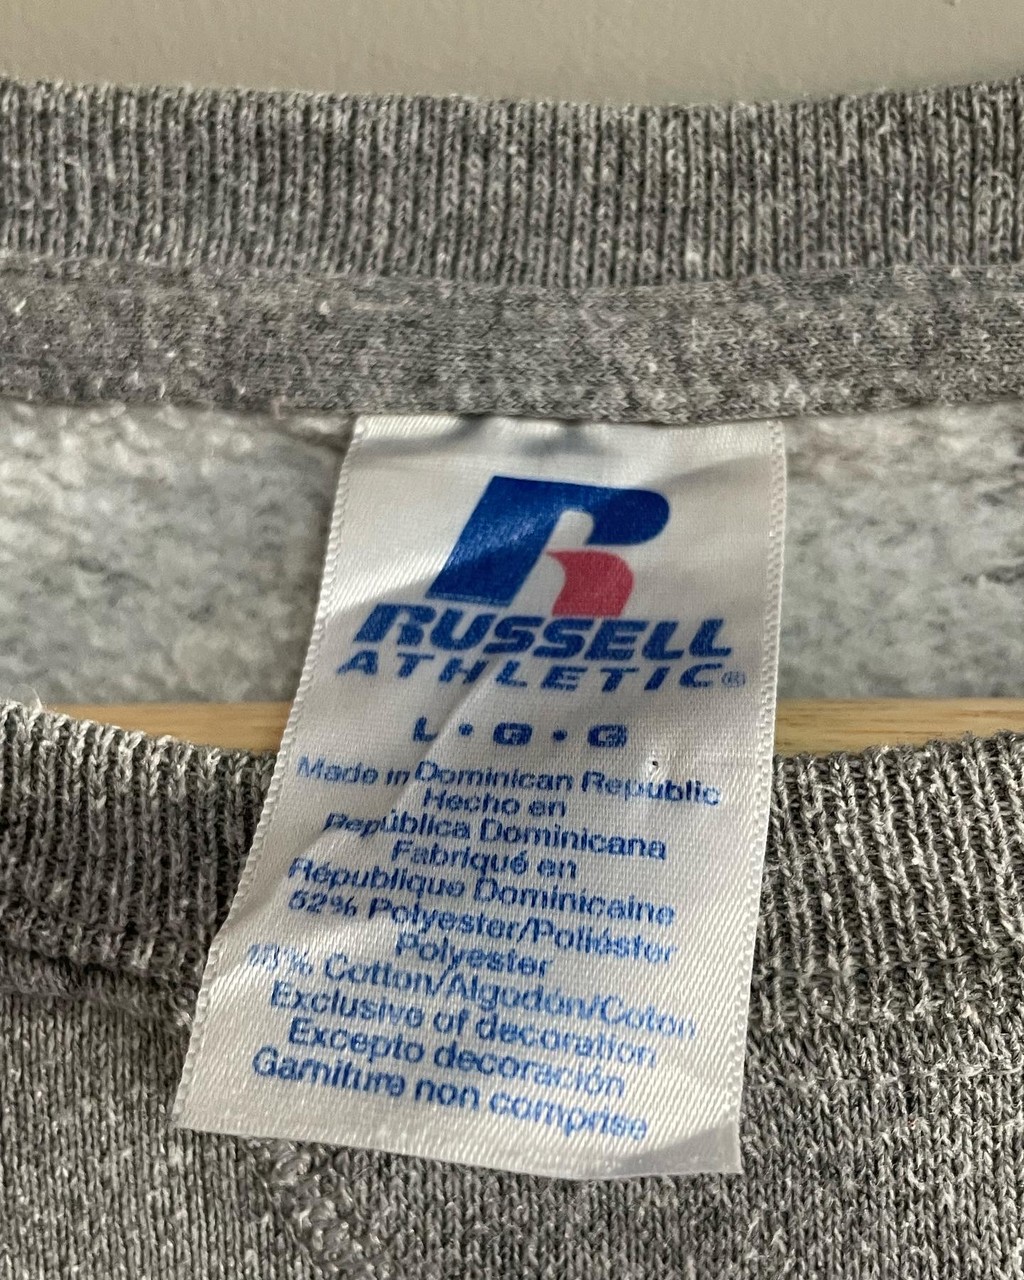 RUSSELL
ATHLETIC®
L • G • G
Made in Dominican Republic
Hecho en
República Dominicana
Fabriqué en
République Dominicaine
52% Polyester/Poliéster
Polyester
% Cotton/Algodón/Coton
Exclusive of decoration
Excepto decoración
Garniture non comprise